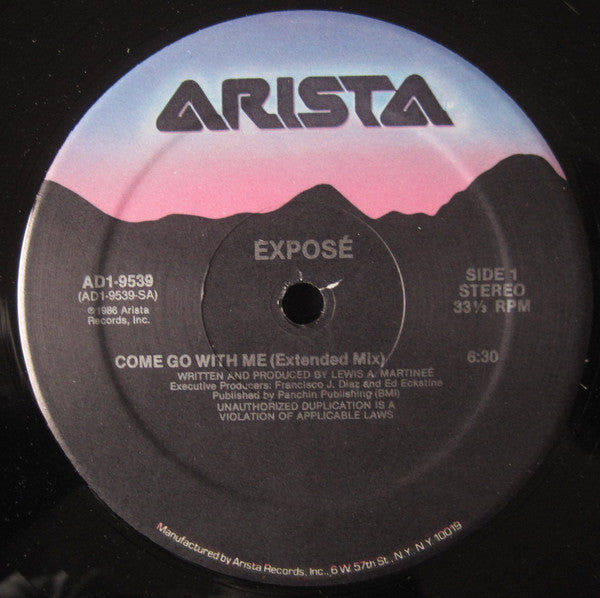 ARISTA
EXPOSÉ
AD1-9539
(AD1-9539-SA)
℗1986 Arista
Records, Inc.
SIDE 1
STEREO
33⅓ RPM
COME GO WITH ME (Extended Mix) 6:30
WRITTEN AND PRODUCED BY LEWIS A. MARTINEÉ
Executive Producers: Francisco J. Diaz and Ed Eckstine
Published by Panchin Publishing (BMI)
UNAUTHORIZED DUPLICATION IS A
VIOLATION OF APPLICABLE LAWS
Manufactured by Arista Records, Inc., 6 W. 57th St., N.Y. N.Y. 10019